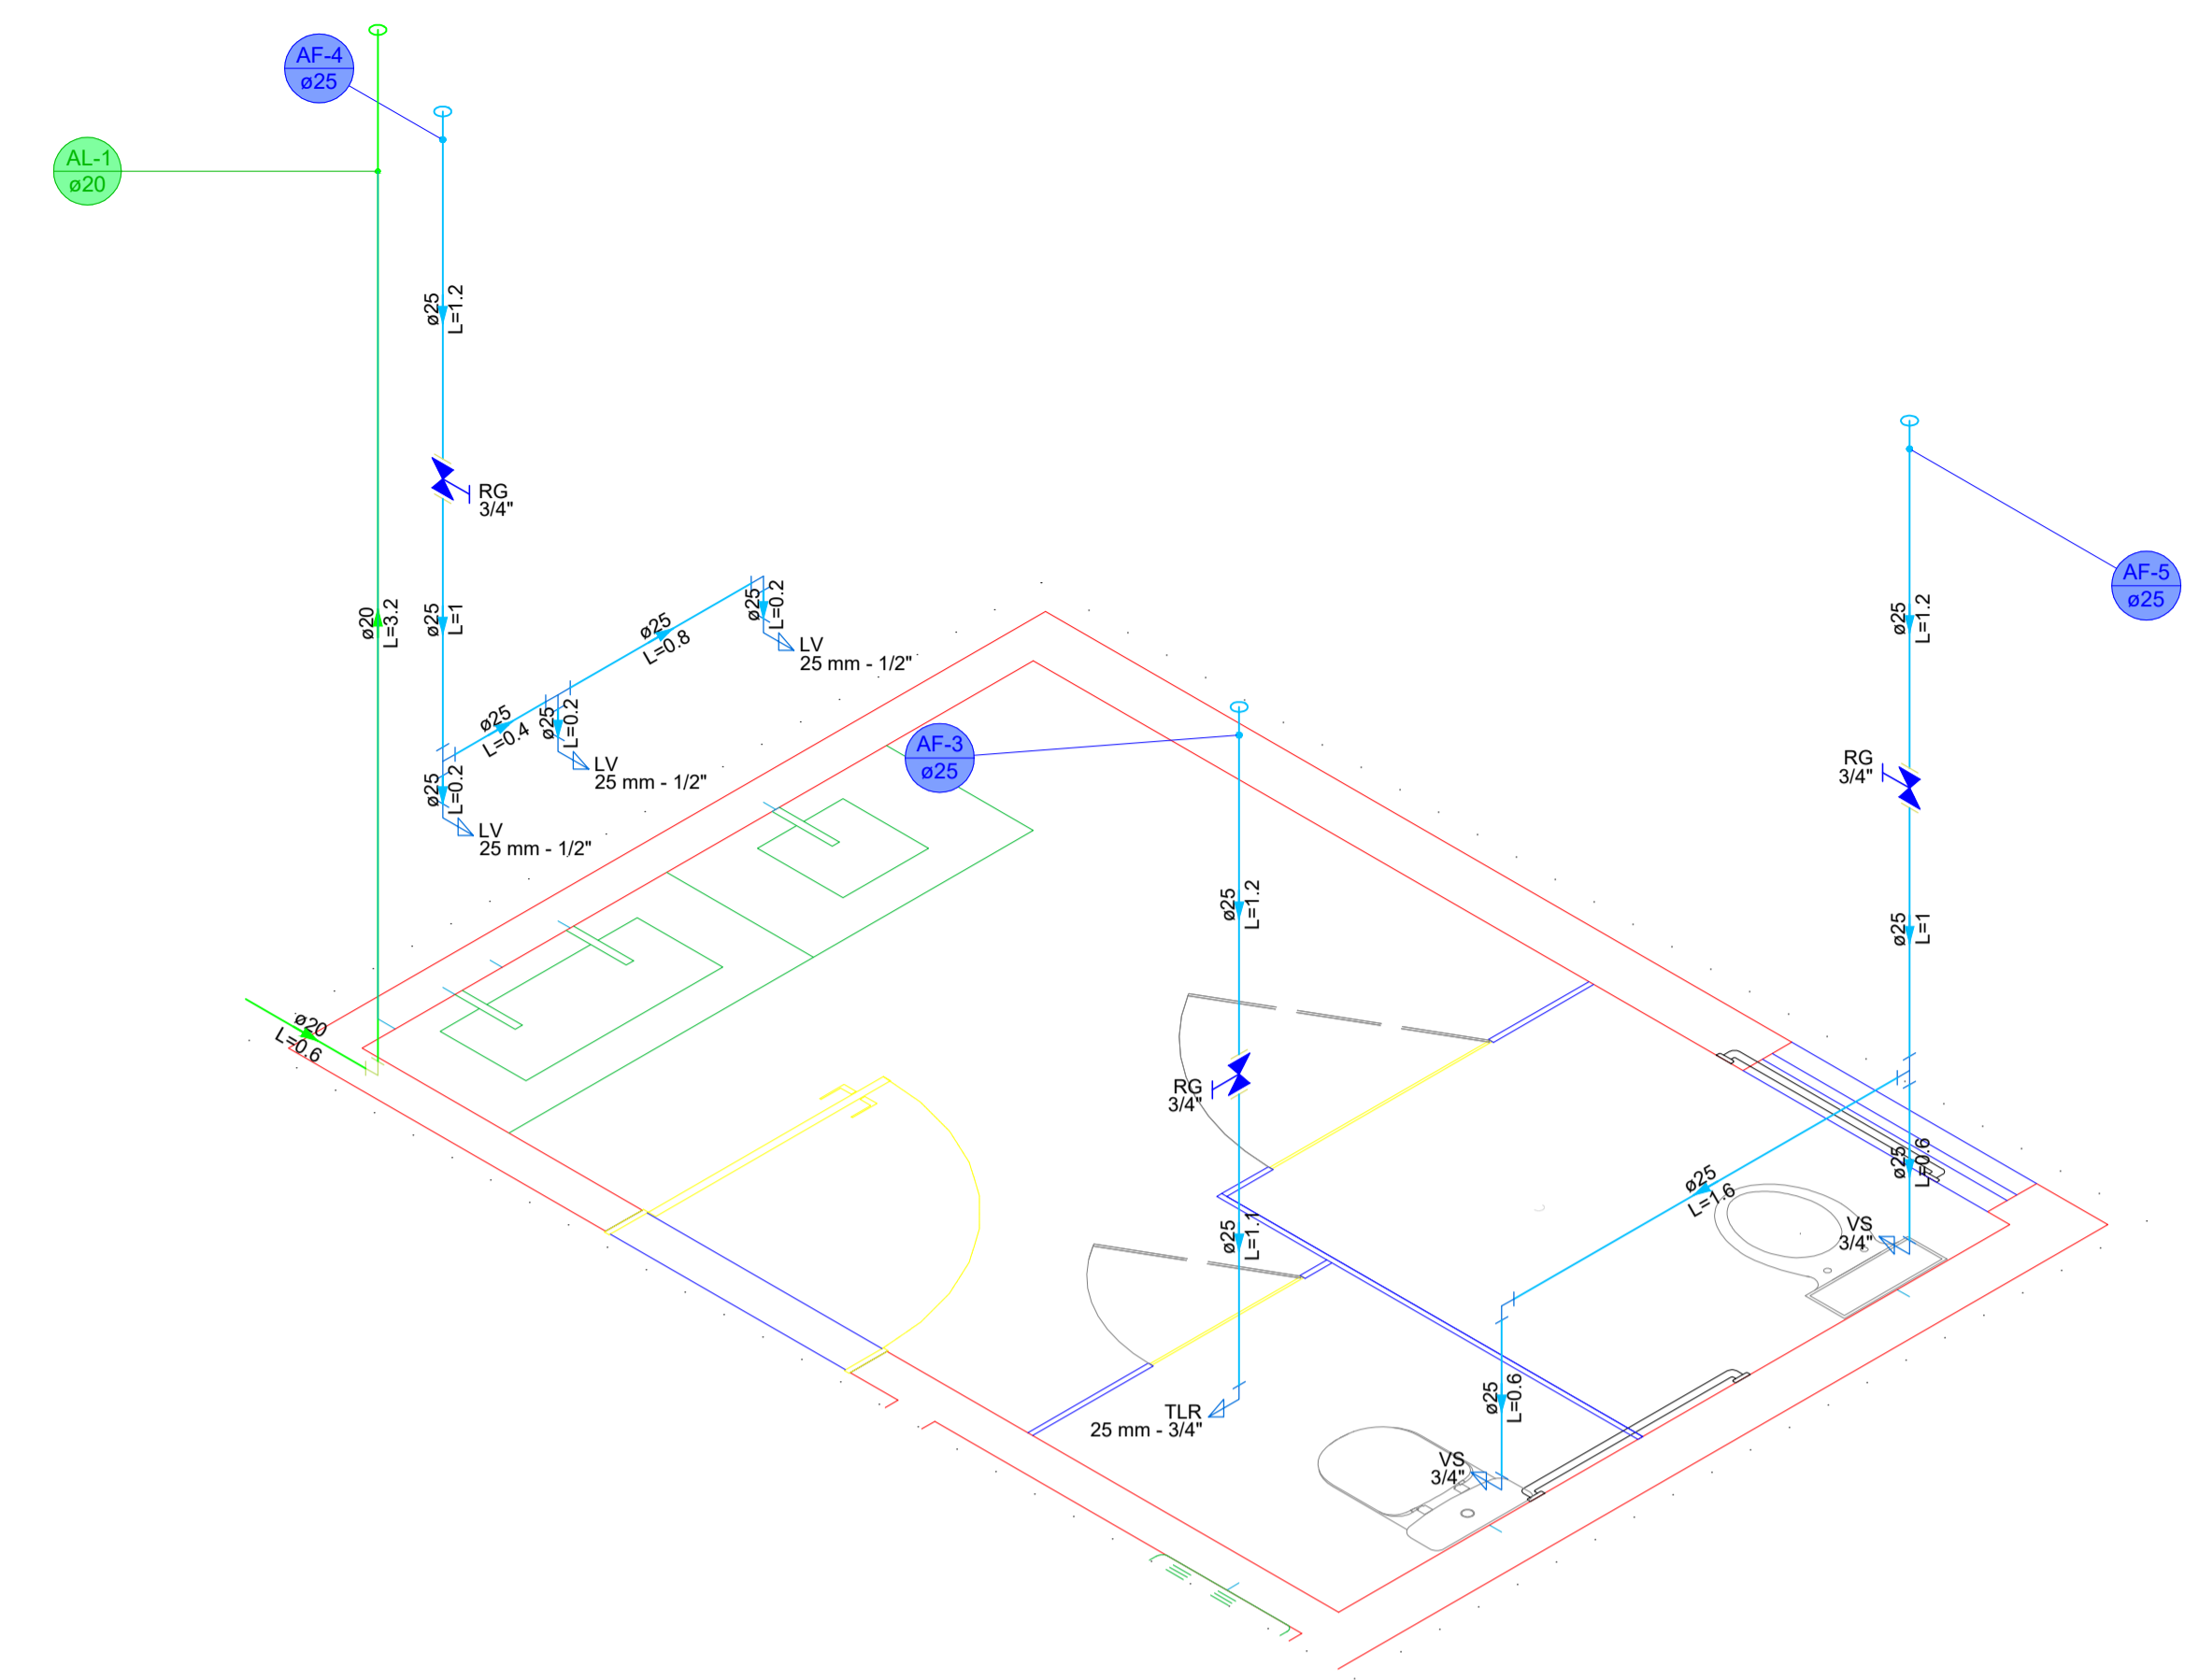 AF-4
ø25
AL-1
ø20
ø25
L=1.2
RG
3/4"
ø20
L=3.2
ø25
L=1
ø25
L=0.8
ø25
L=0.2
LV
25 mm - 1/2"
ø25
L=0.4
ø25
L=0.2
LV
25 mm - 1/2"
ø25
L=0.2
LV
25 mm - 1/2"
ø20
L=0.6
AF-3
ø25
ø25
L=1.2
RG
3/4"
ø25
L=1.1
TLR
25 mm - 3/4"
AF-5
ø25
ø25
L=1.2
RG
3/4"
ø25
L=1
ø25
L=0.6
ø25
L=1.6
VS
3/4"
ø25
L=0.6
VS
3/4"